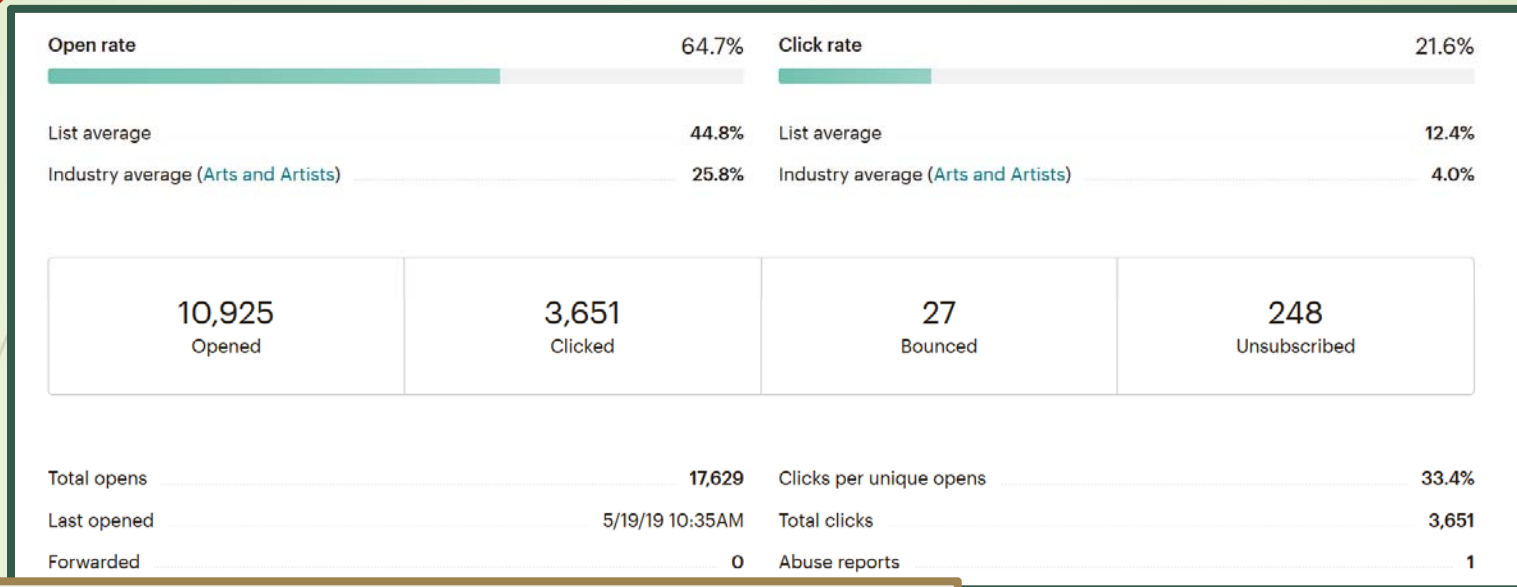 Open rate 64.7% Click rate 21.6%
List average 44.8% List average 12.4%
Industry average (Arts and Artists) 25.8% Industry average (Arts and Artists) 4.0%
10,925 3,651 27 248
Opened Clicked Bounced Unsubscribed
Total opens 17,629 Clicks per unique opens 33.4%
Last opened 5/19/19 10:35AM Total clicks 3,651
Forwarded 0 Abuse reports 1